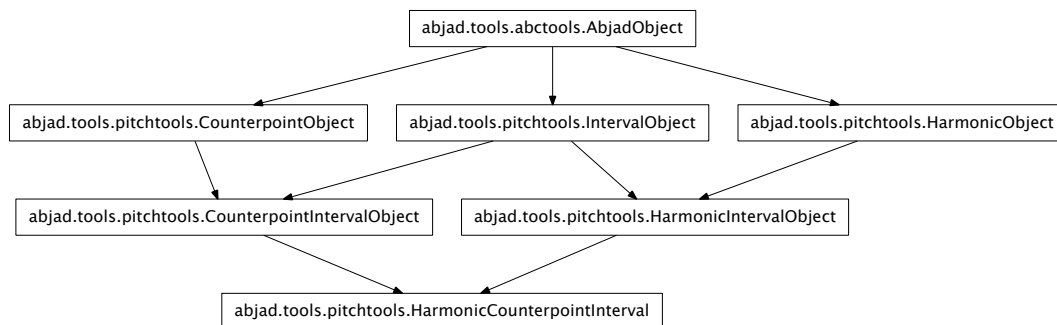 abjad.tools.abctools.AbjadObject
abjad.tools.pitchtools.CounterpointObject
abjad.tools.pitchtools.IntervalObject
abjad.tools.pitchtools.HarmonicObject
abjad.tools.pitchtools.CounterpointIntervalObject
abjad.tools.pitchtools.HarmonicIntervalObject
abjad.tools.pitchtools.HarmonicCounterpointInterval